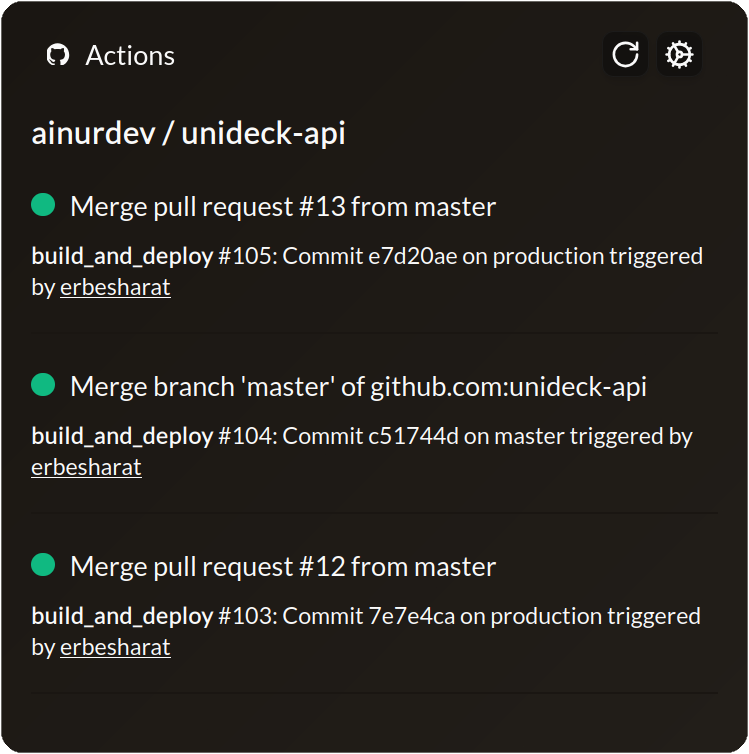 Actions
ainurdev / unideck-api
Merge pull request #13 from master
build_and_deploy #105: Commit e7d20ae on production triggered
by erbesharat
Merge branch 'master' of github.com:unideck-api
build_and_deploy #104: Commit c51744d on master triggered by
erbesharat
Merge pull request #12 from master
build_and_deploy #103: Commit 7e7e4ca on production triggered
by erbesharat